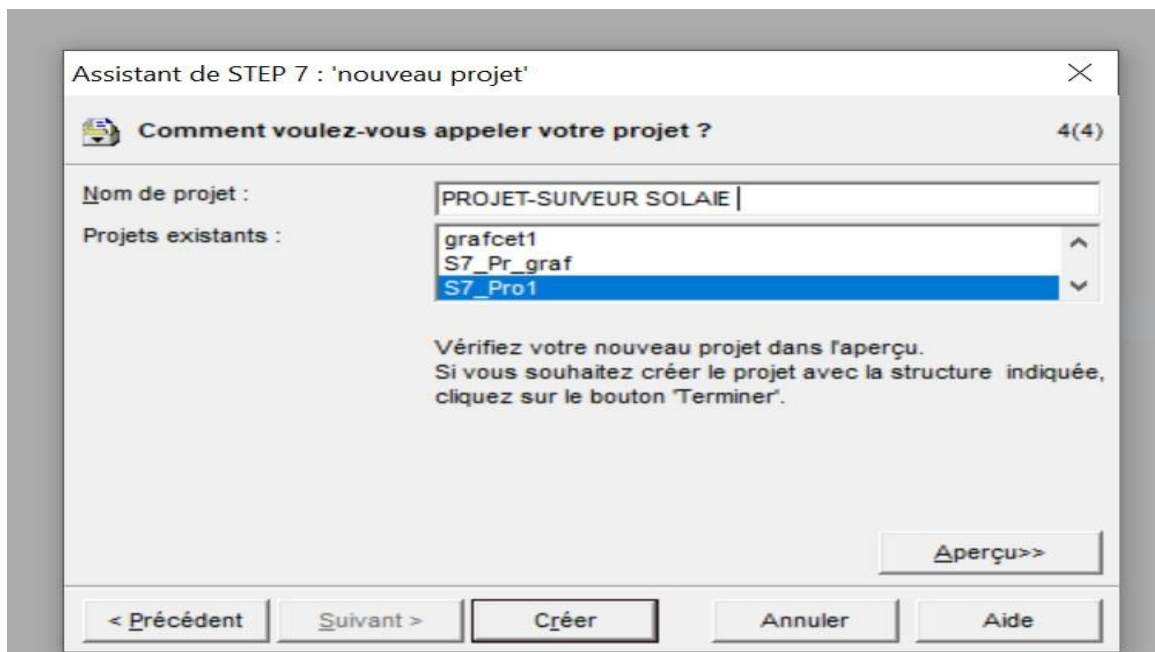 Assistant de STEP 7 : 'nouveau projet'
Comment voulez-vous appeler votre projet ?
4(4)
Nom de projet :
PROJET-SUIVEUR SOLAIE
Projets existants :
grafcet1
S7_Pr_graf
S7_Pro1
Vérifiez votre nouveau projet dans l'aperçu.
Si vous souhaitez créer le projet avec la structure indiquée,
cliquez sur le bouton 'Terminer'.
Aperçu>>
< Précédent
Suivant >
Créer
Annuler
Aide